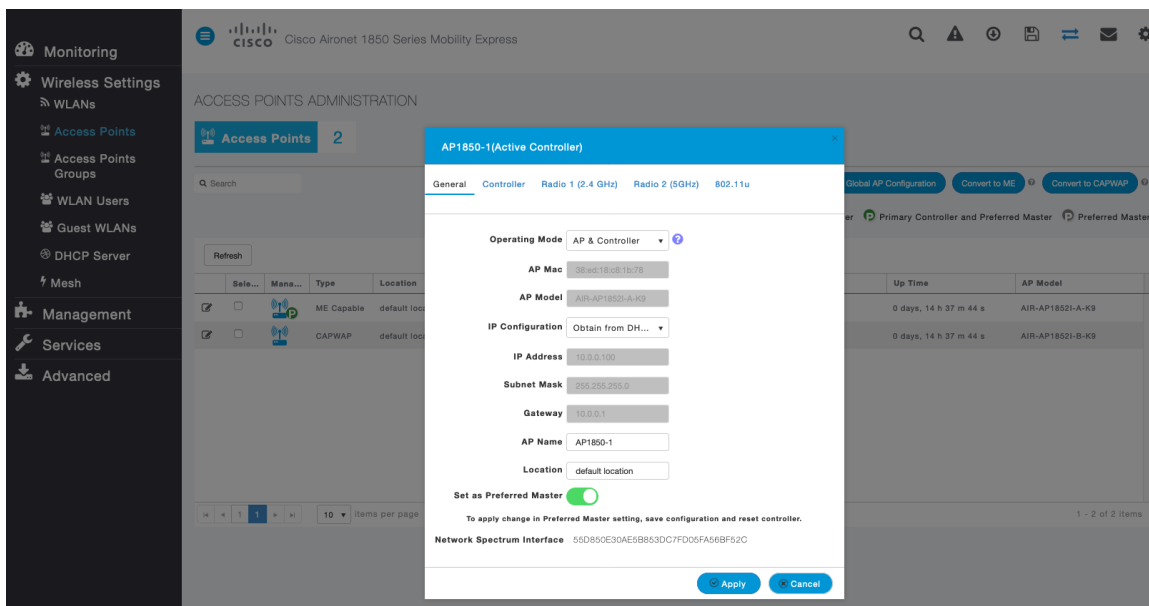 Monitoring
Wireless Settings
WLANs
Access Points
Access Points
Groups
WLAN Users
Guest WLANs
DHCP Server
Mesh
Management
Services
Advanced
CISCO Cisco Aironet 1850 Series Mobility Express
ACCESS POINTS ADMINISTRATION
Access Points 2
Search
Global AP Configuration Convert to ME Convert to CAPWAP
er P Primary Controller and Preferred Master P Preferred Master
Refresh
Sele... Mana... Type Location Up Time AP Model
P ME Capable default loca 0 days, 14 h 37 m 44 s AIR-AP1852I-A-K9
CAPWAP default loca 0 days, 14 h 37 m 44 s AIR-AP1852I-B-K9
1 1 10 items per page 1 - 2 of 2 items
AP1850-1(Active Controller) ×
General Controller Radio 1 (2.4 GHz) Radio 2 (5GHz) 802.11u
Operating Mode AP & Controller ?
AP Mac 38:ed:18:c8:1b:78
AP Model AIR-AP1852I-A-K9
IP Configuration Obtain from DH...
IP Address 10.0.0.100
Subnet Mask 255.255.255.0
Gateway 10.0.0.1
AP Name AP1850-1
Location default location
Set as Preferred Master
To apply change in Preferred Master setting, save configuration and reset controller.
Network Spectrum Interface 55D850E30AE5B853DC7FD05FA56BF52C
Apply Cancel